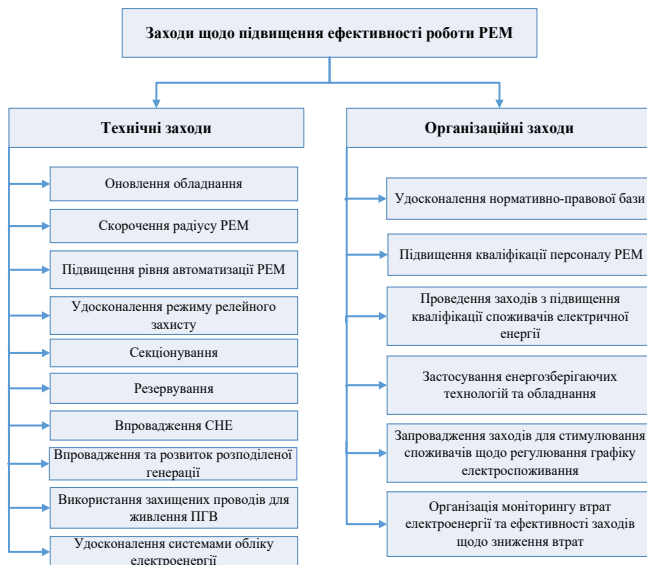 Заходи щодо підвищення ефективності роботи РЕМ
Технічні заходи
Оновлення обладнання
Скорочення радіусу РЕМ
Підвищення рівня автоматизації РЕМ
Удосконалення режиму релейного
захисту
Секціонування
Резервування
Впровадження СНЕ
Впровадження та розвиток розподіленої
генерації
Використання захищених проводів для
живлення ПГВ
Удосконалення системами обліку
електроенергії
Організаційні заходи
Удосконалення нормативно-правової бази
Підвищення кваліфікації персоналу РЕМ
Проведення заходів з підвищення
кваліфікації споживачів електричної
енергії
Застосування енергозберігаючих
технологій та обладнання
Запровадження заходів для стимулювання
споживачів щодо регулювання графіку
електроспоживання
Організація моніторингу втрат
електроенергії та ефективності заходів
щодо зниження втрат